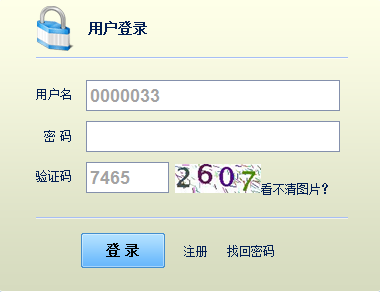 用户登录
用户名 0000033
密 码
验证码 7465 2607 看不清图片?
登 录 注册 找回密码